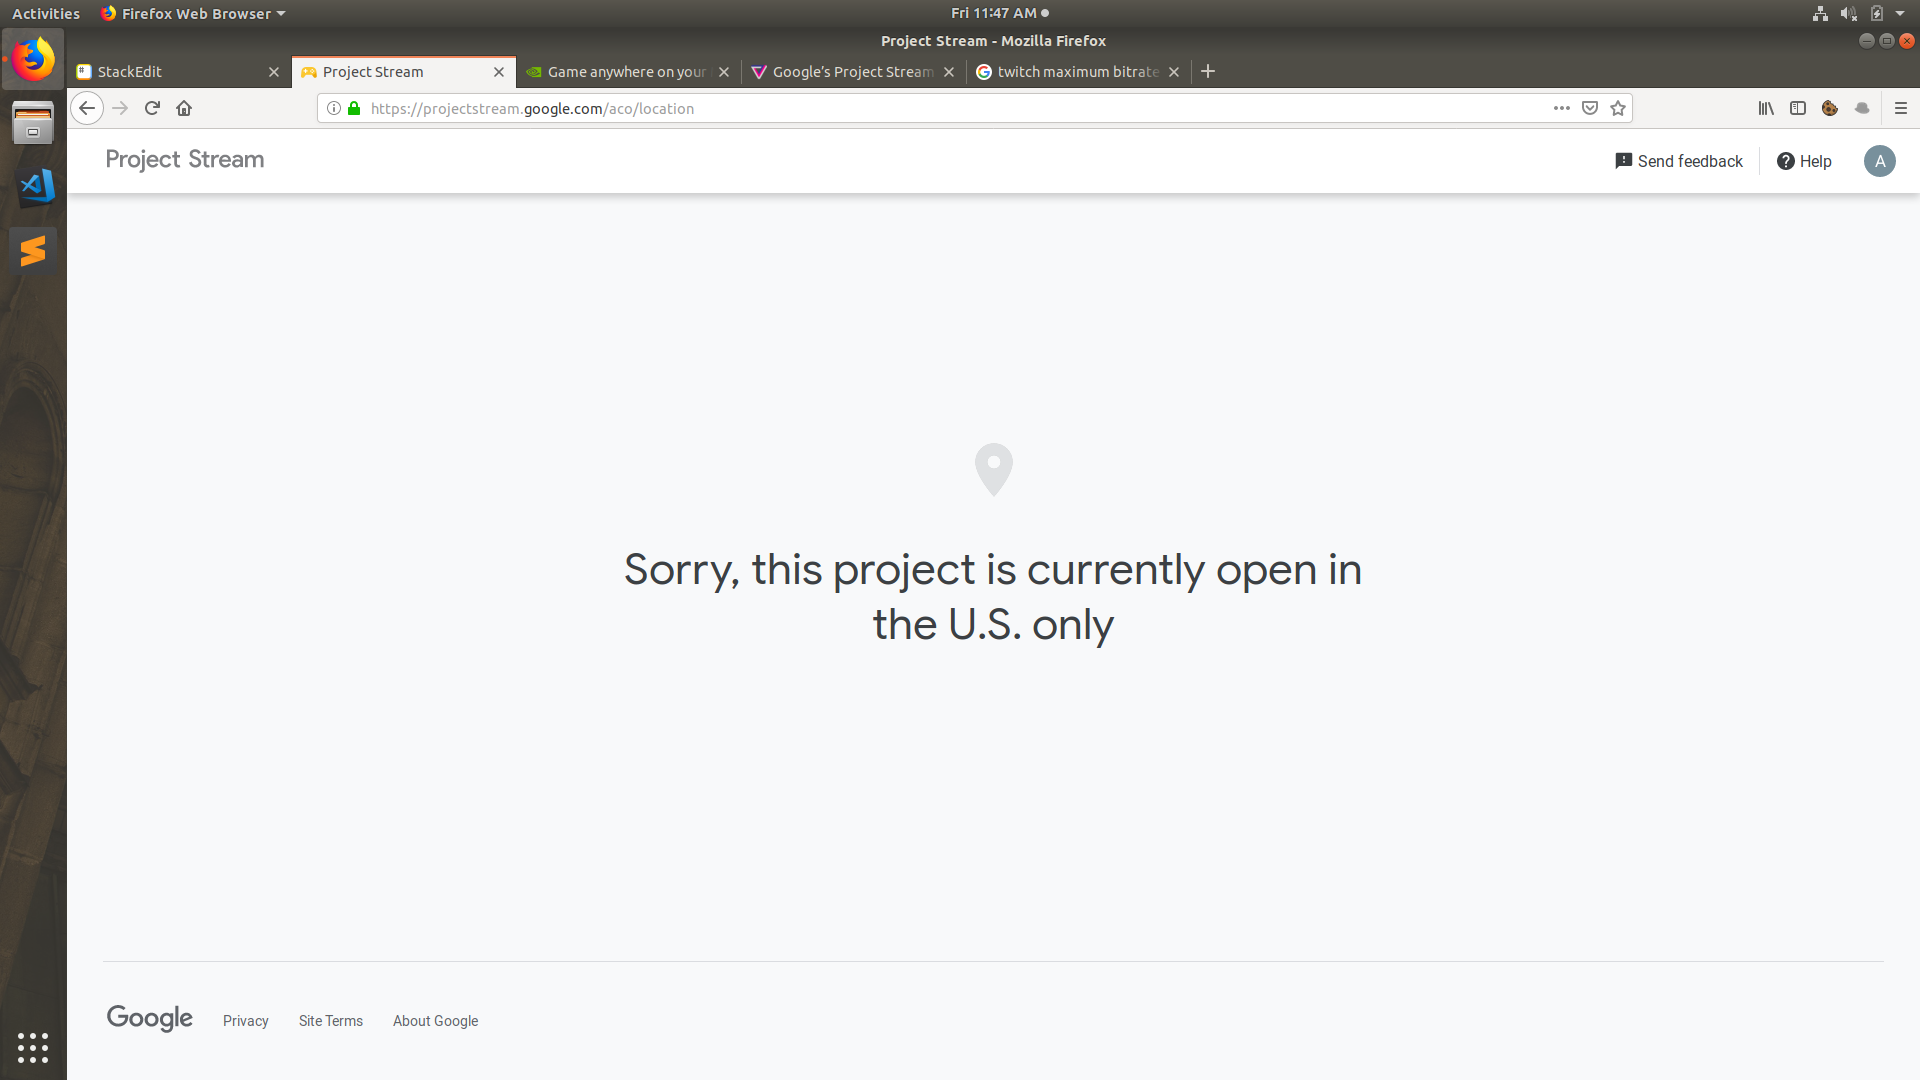 Activities
Firefox Web Browser
Fri 11:47 AM
Project Stream - Mozilla Firefox
StackEdit
Project Stream
Game anywhere on your
Google’s Project Stream
twitch maximum bitrate
https://projectstream.google.com/aco/location
Project Stream
Send feedback
Help
A
Sorry, this project is currently open in
the U.S. only
Google
Privacy
Site Terms
About Google